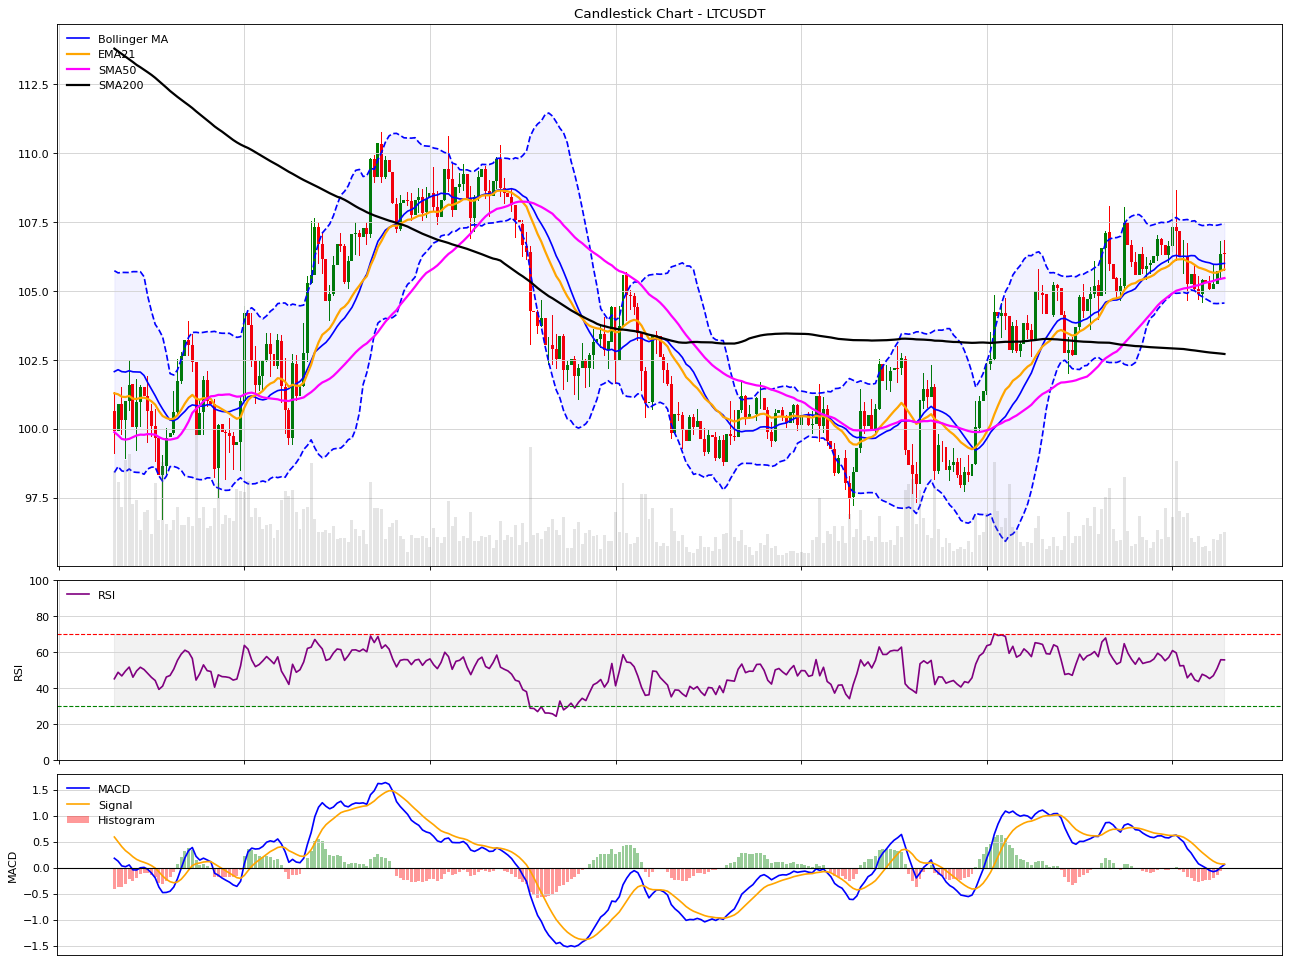 Candlestick Chart - LTCUSDT
Bollinger MA
EMA21
SMA50
SMA200
112.5
110.0
107.5
105.0
102.5
100.0
97.5
RSI
100
80
60
40
20
0
RSI
MACD
Signal
Histogram
1.5
1.0
0.5
0.0
−0.5
−1.0
−1.5
MACD